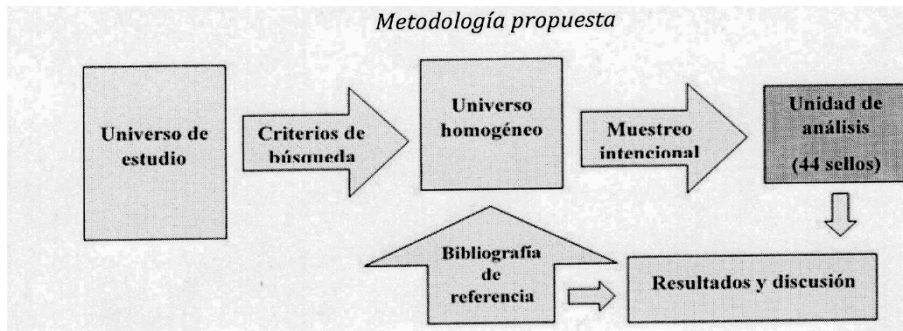 Metodología propuesta
Universo de
estudio
Criterios de
búsqueda
Universo
homogéneo
Muestreo
intencional
Unidad de
análisis
(44 sellos)
Bibliografía
de
referencia
Resultados y discusión